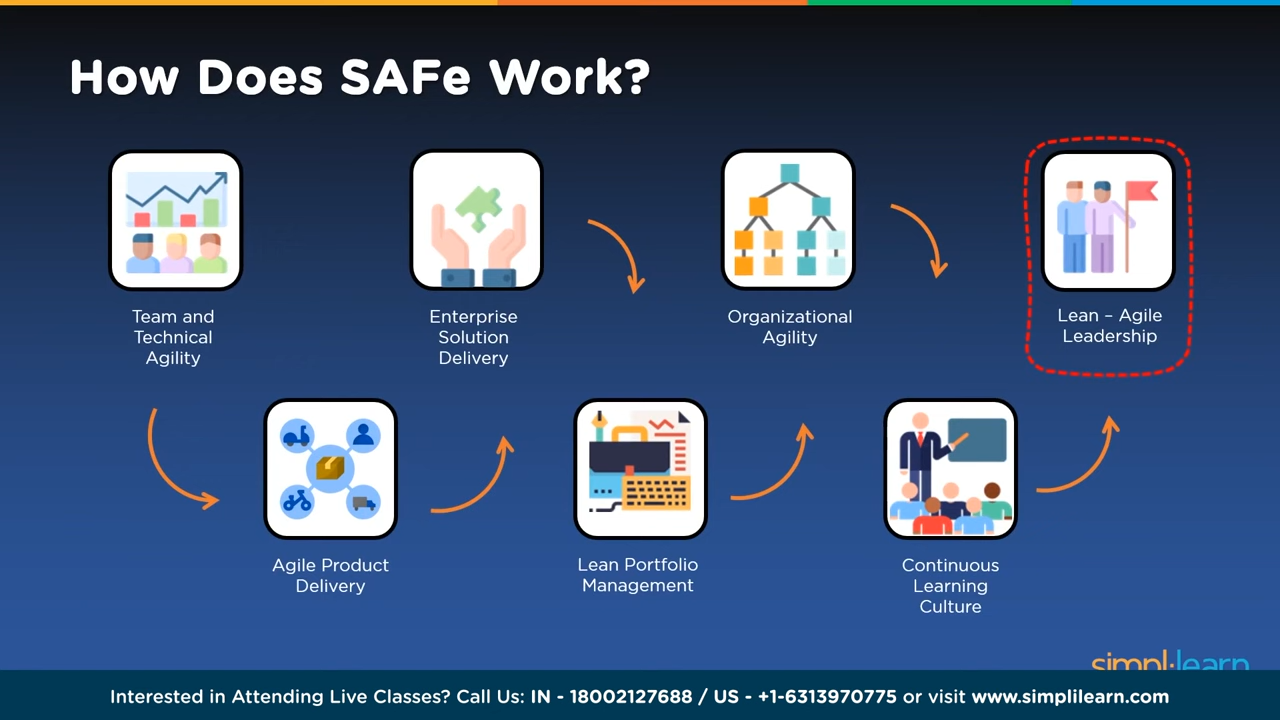 How Does SAFe Work?
Team and
Technical
Agility
Enterprise
Solution
Delivery
Organizational
Agility
Lean – Agile
Leadership
Agile Product
Delivery
Lean Portfolio
Management
Continuous
Learning
Culture
simplilearn
Interested in Attending Live Classes? Call Us: IN - 18002127688 / US - +1-6313970775 or visit www.simplilearn.com